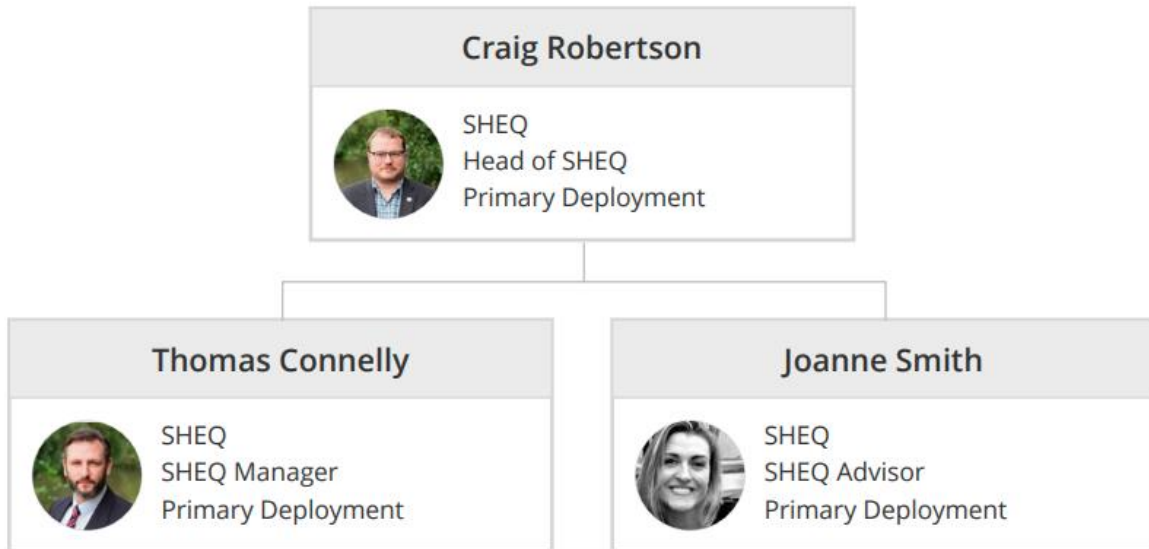 Craig Robertson
SHEQ
Head of SHEQ
Primary Deployment
Thomas Connelly
SHEQ
SHEQ Manager
Primary Deployment
Joanne Smith
SHEQ
SHEQ Advisor
Primary Deployment